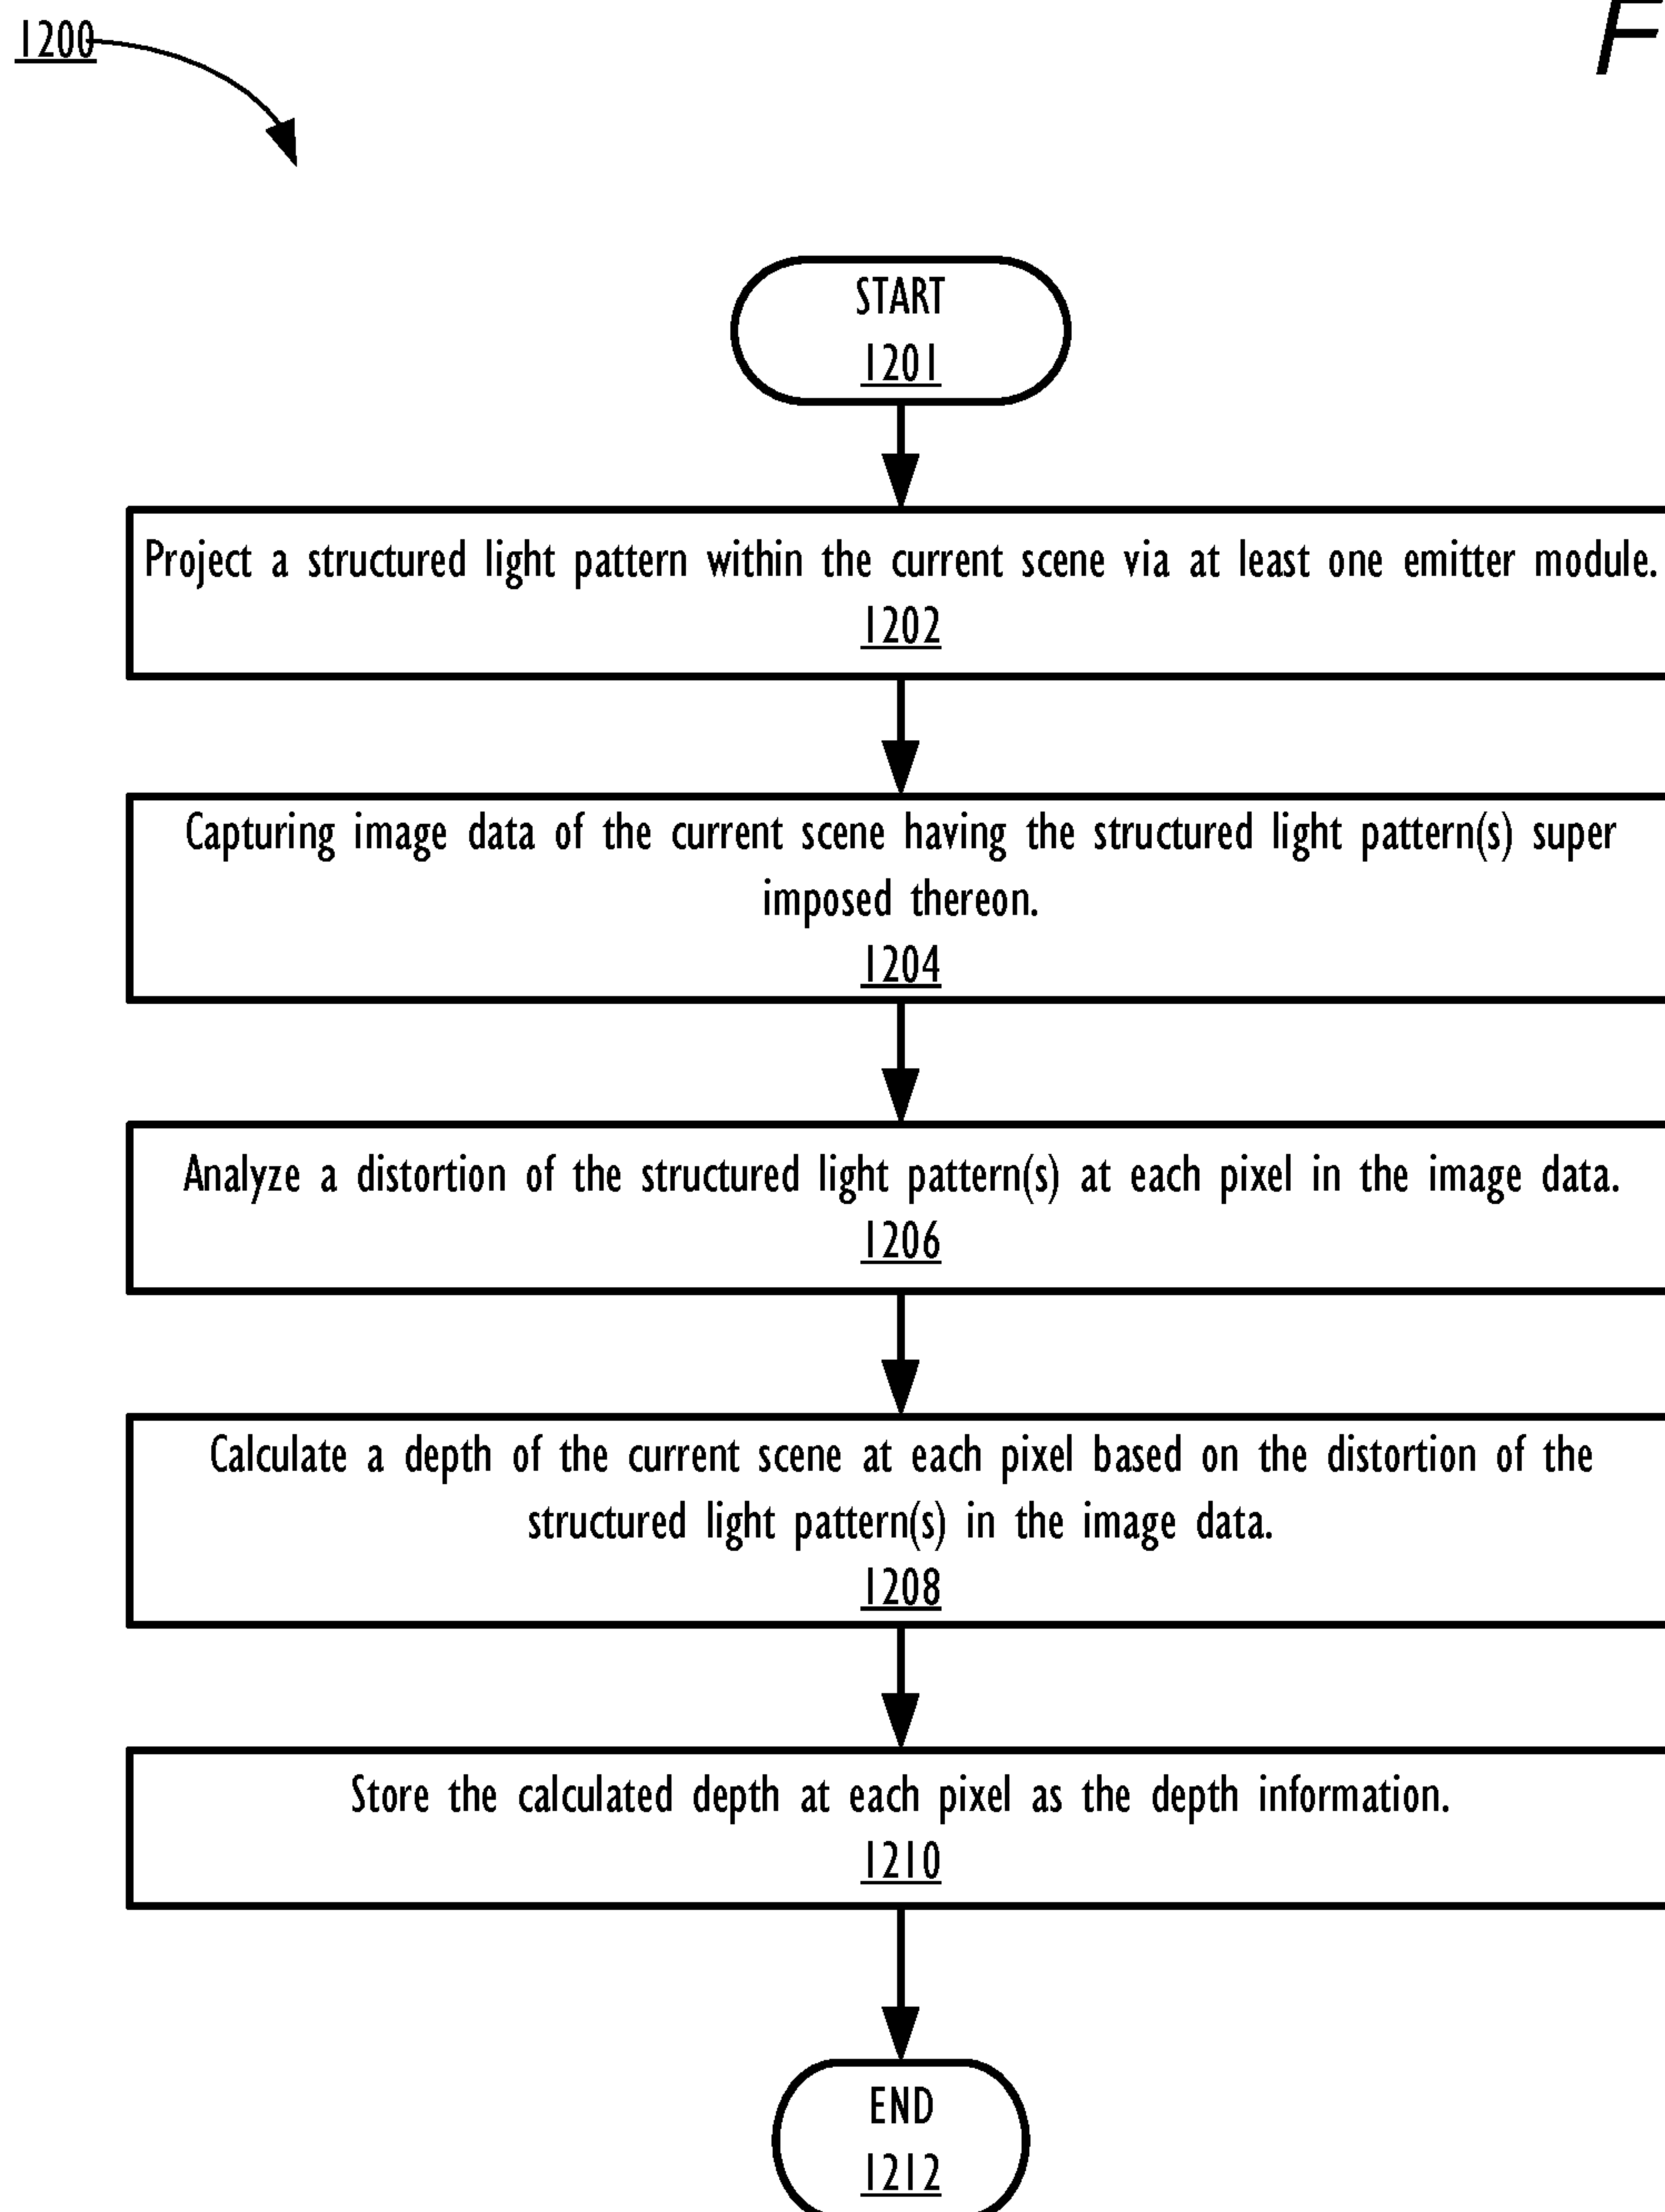 1200
F
START
1201
Project a structured light pattern within the current scene via at least one emitter module.
1202
Capturing image data of the current scene having the structured light pattern(s) super
imposed thereon.
1204
Analyze a distortion of the structured light pattern(s) at each pixel in the image data.
1206
Calculate a depth of the current scene at each pixel based on the distortion of the
structured light pattern(s) in the image data.
1208
Store the calculated depth at each pixel as the depth information.
1210
END
1212